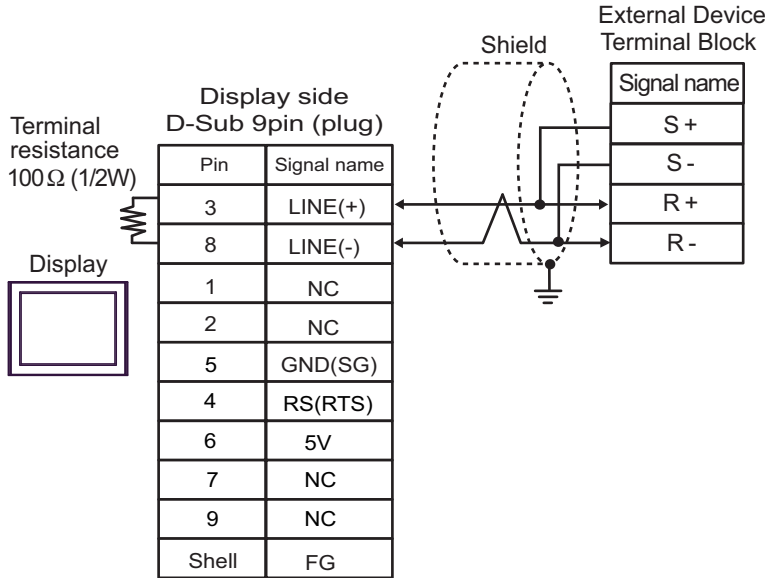 External Device
Terminal Block
Shield
Signal name
S +
S -
R +
R -
Display side
D-Sub 9pin (plug)
Terminal
resistance
100Ω (1/2W)
Pin Signal name
3 LINE(+)
8 LINE(-)
1 NC
2 NC
5 GND(SG)
4 RS(RTS)
6 5V
7 NC
9 NC
Shell FG
Display